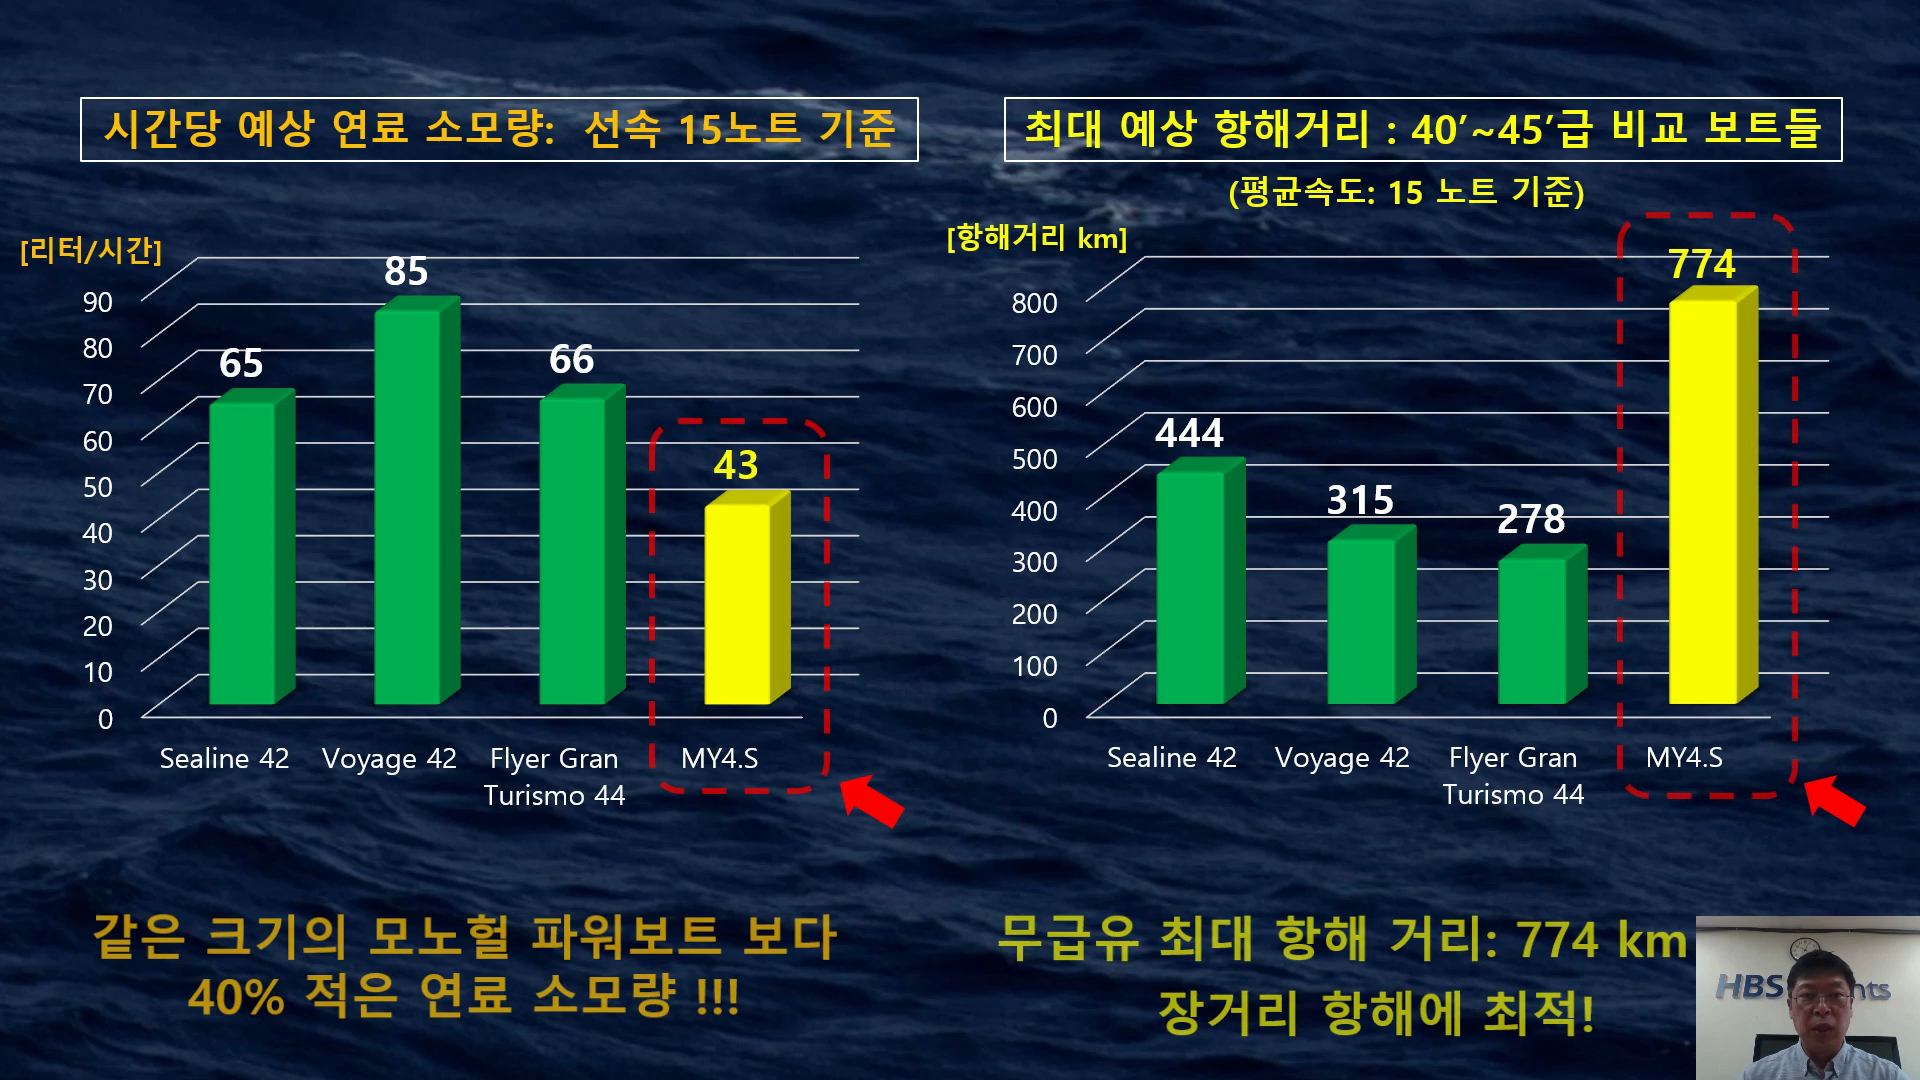 시간당 예상 연료 소모량: 선속 15노트 기준
[리터/시간]
90
80
70
60
50
40
30
20
10
0
65
85
66
43
Sealine 42
Voyage 42
Flyer Gran
Turismo 44
MY4.S
같은 크기의 모노헐 파워보트 보다
40% 적은 연료 소모량 !!!
최대 예상 항해거리 : 40′~45′급 비교 보트들
(평균속도: 15 노트 기준)
[항해거리 km]
800
700
600
500
400
300
200
100
0
444
315
278
774
Sealine 42
Voyage 42
Flyer Gran
Turismo 44
MY4.S
무급유 최대 항해 거리: 774 km
장거리 항해에 최적!
HBS